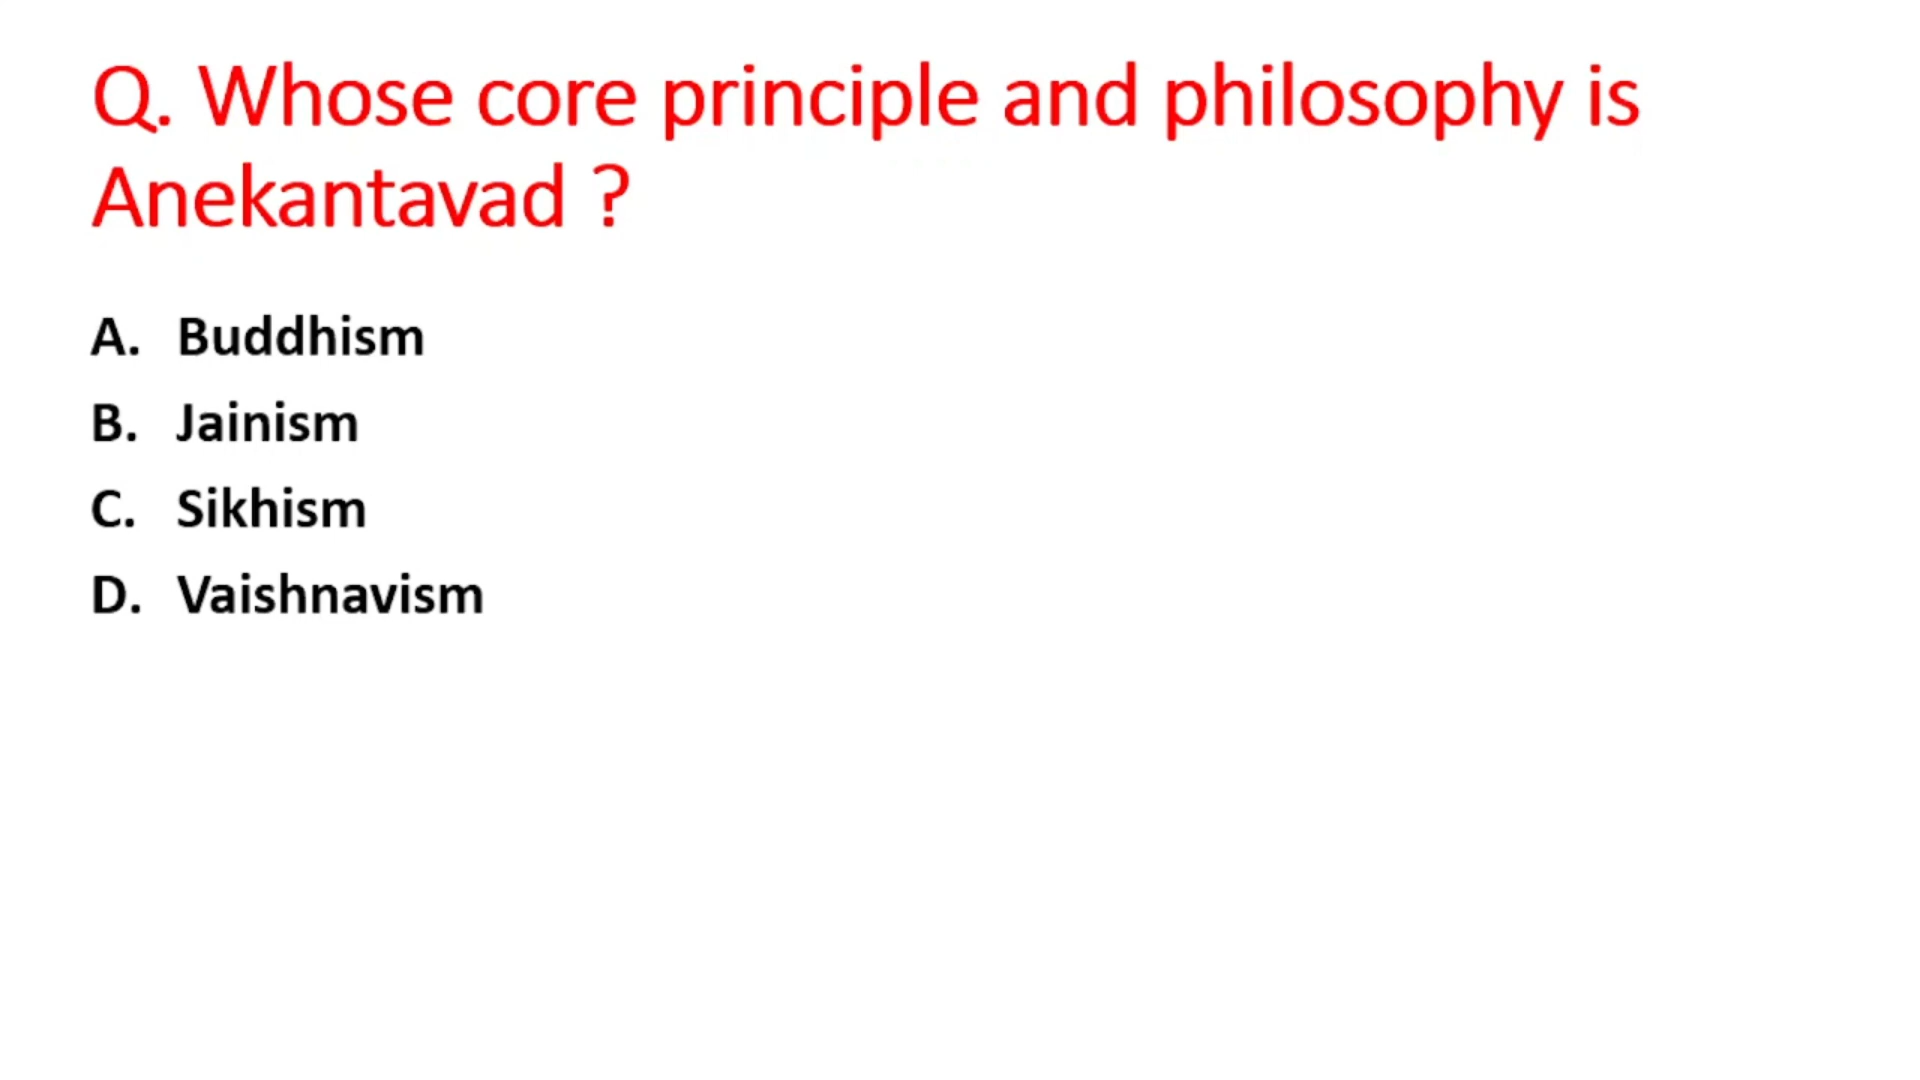 Q. Whose core principle and philosophy is
Anekantavad ?
A. Buddhism
B. Jainism
C. Sikhism
D. Vaishnavism